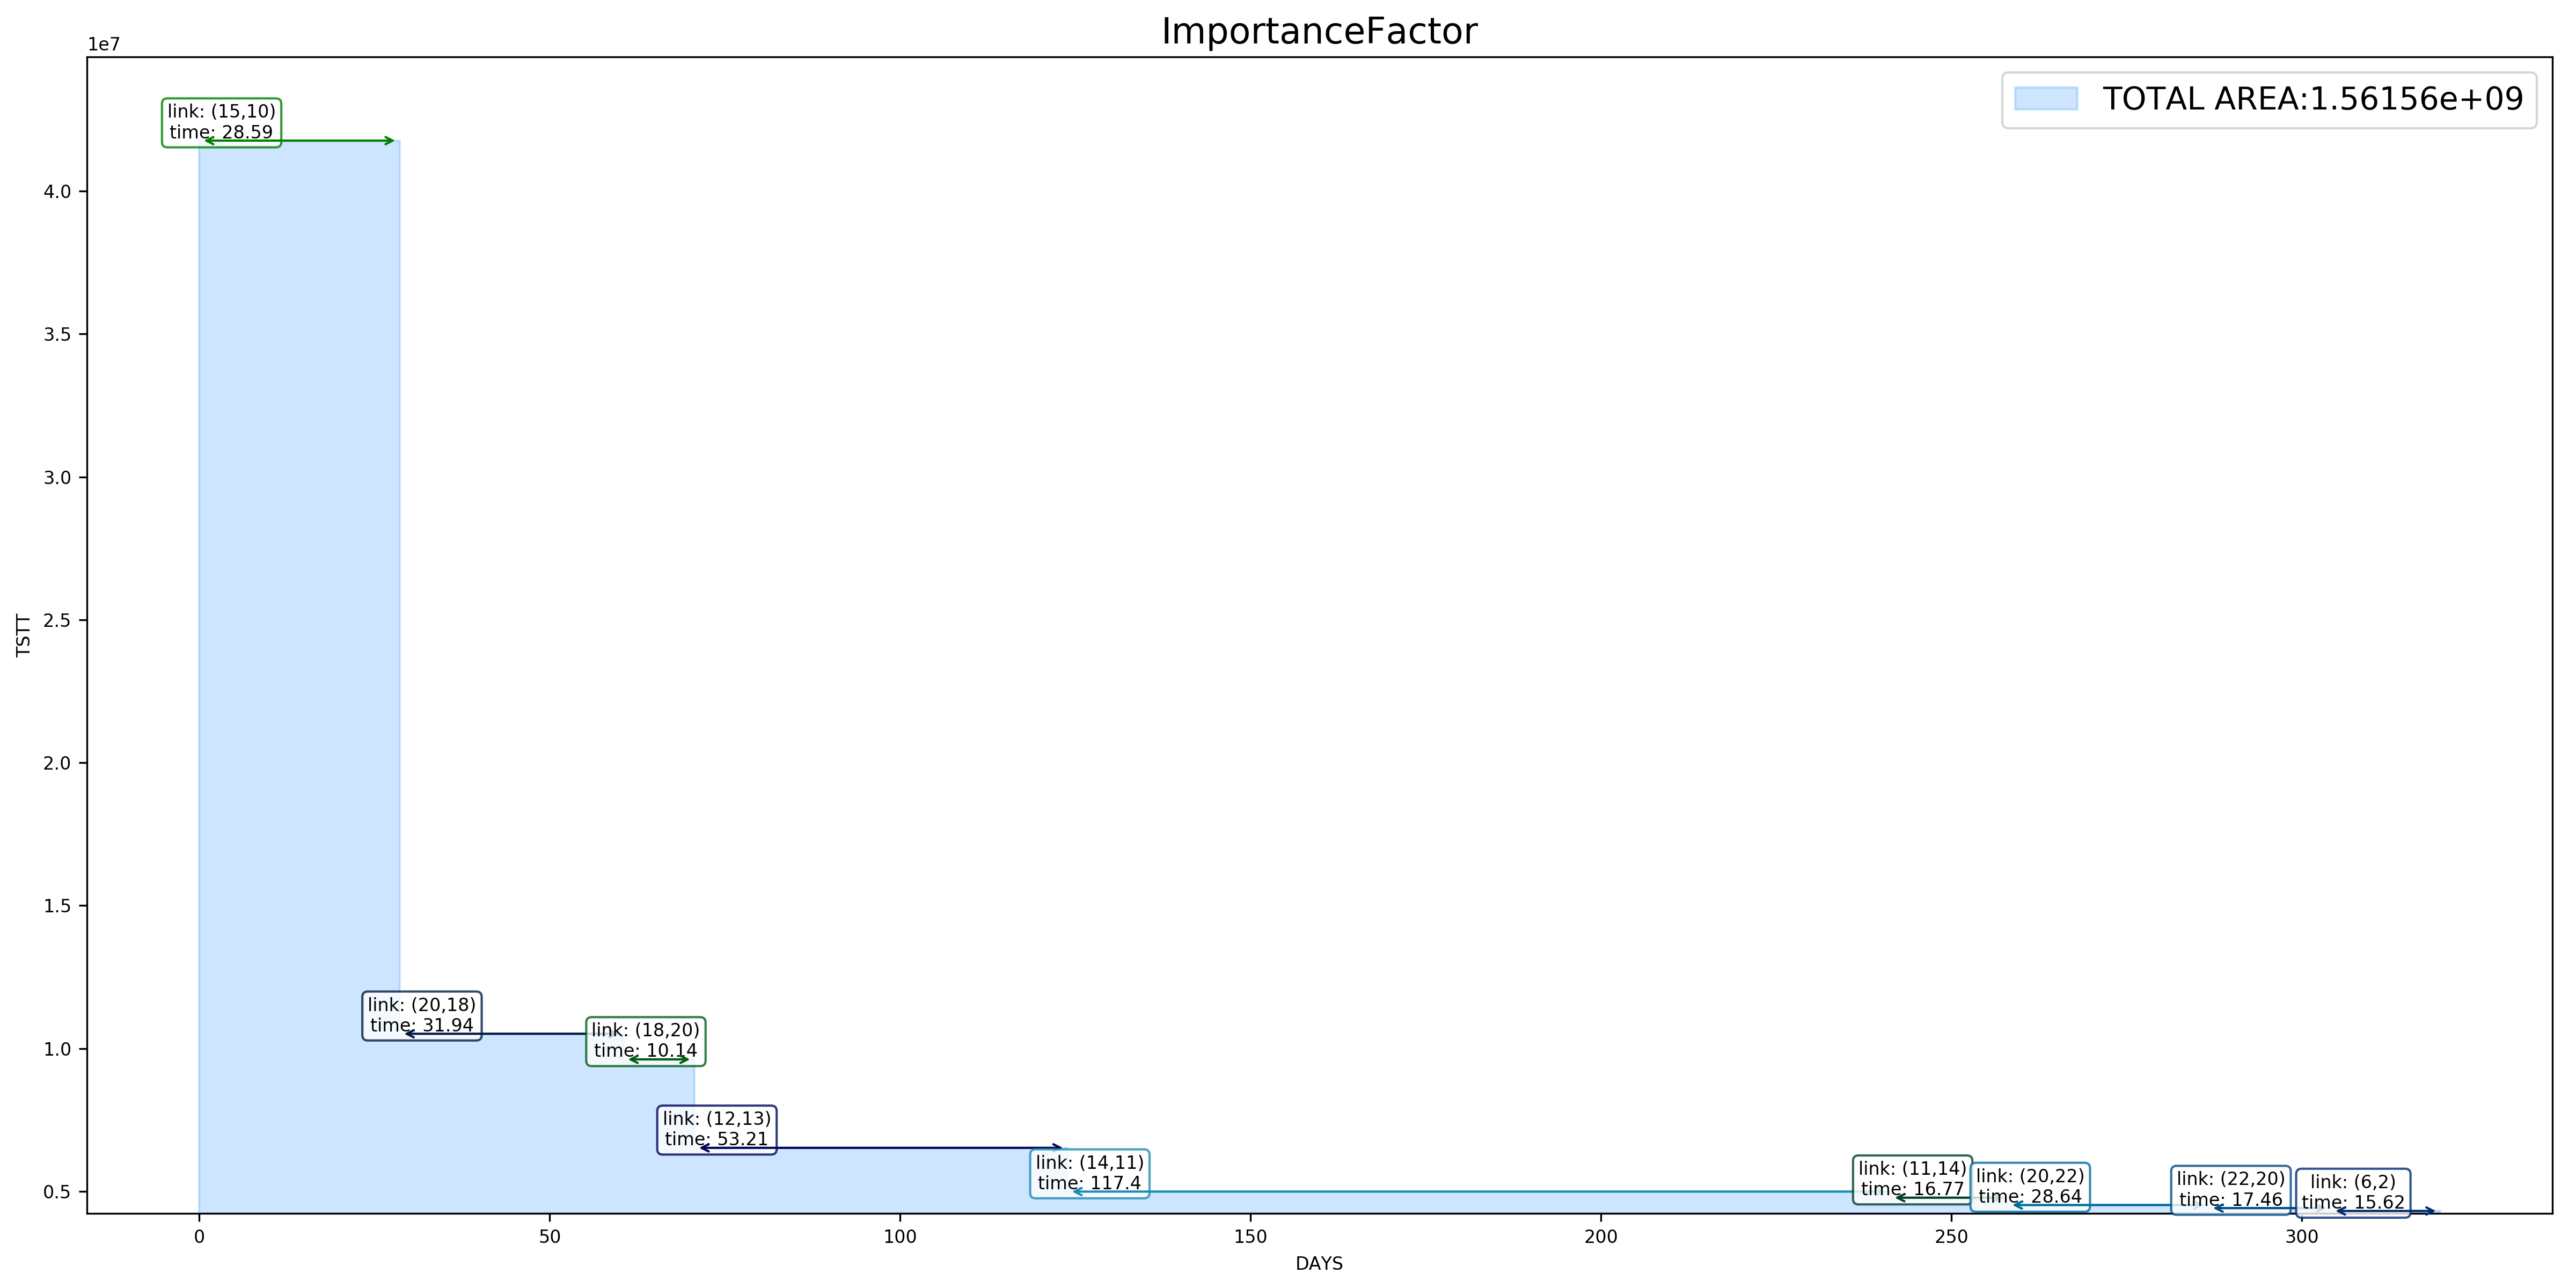 ImportanceFactor
1e7
TOTAL AREA:1.56156e+09
link: (15,10)
time: 28.59
4.0
3.5
3.0
2.5
2.0
1.5
1.0
0.5
TSTT
link: (20,18)
time: 31.94
link: (18,20)
time: 10.14
link: (12,13)
time: 53.21
link: (14,11)
time: 117.4
link: (11,14)
time: 16.77
link: (20,22)
time: 28.64
link: (22,20)
time: 17.46
link: (6,2)
time: 15.62
0
50
100
150
200
250
300
DAYS